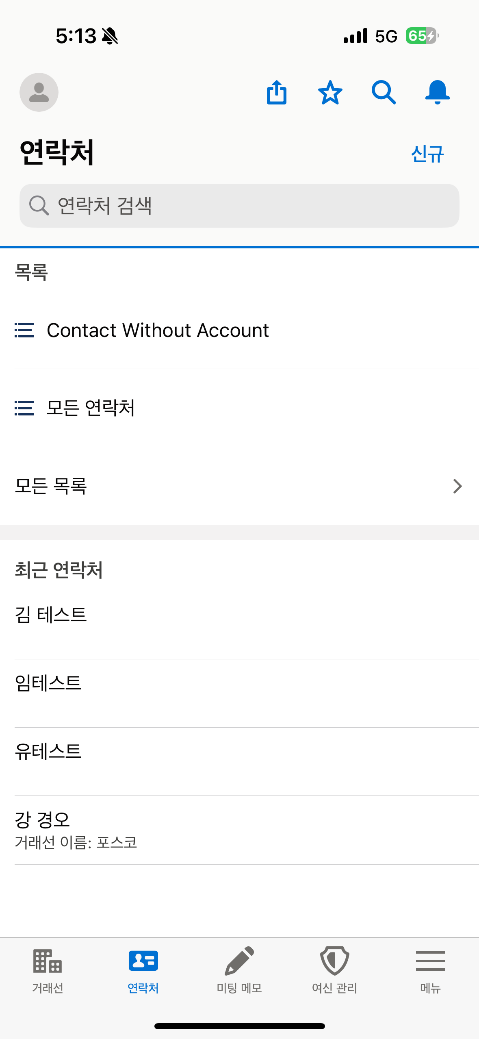 5:13
5G
65
연락처
신규
연락처 검색
목록
Contact Without Account
모든 연락처
모든 목록
최근 연락처
김 테스트
임테스트
유테스트
강 경오
거래선 이름: 포스코
거래선
연락처
미팅 메모
여신 관리
메뉴